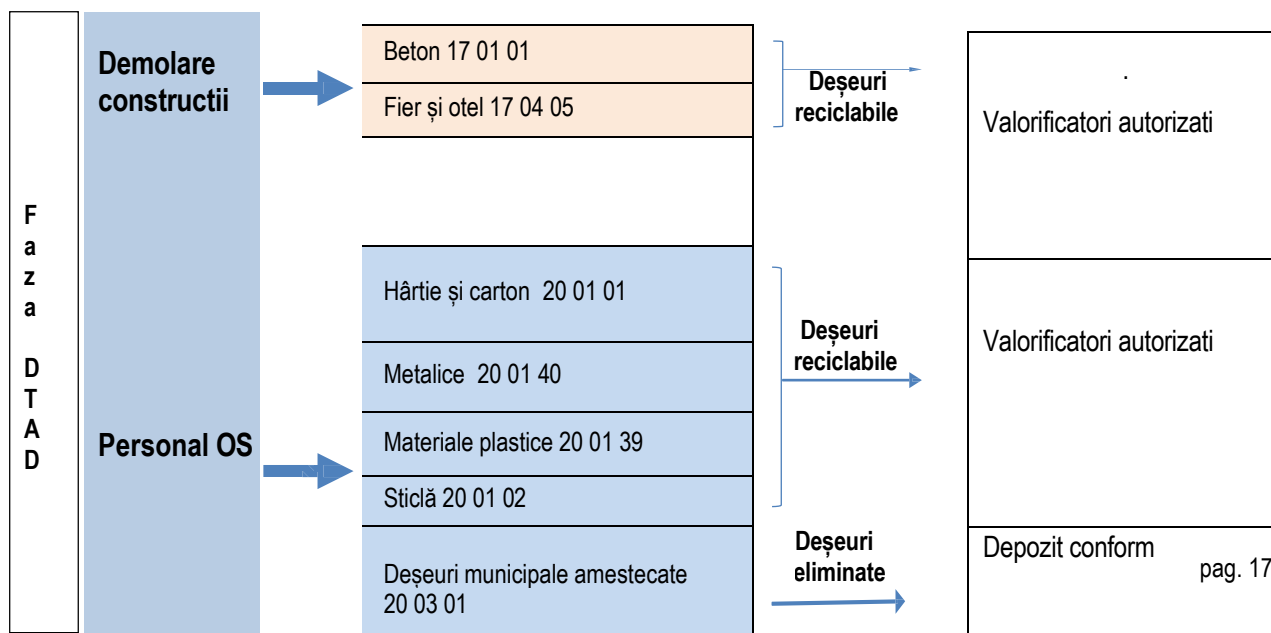 Faza DTAD
Demolare
constructii
Beton 17 01 01
Fier și otel 17 04 05
Deșeuri
reciclabile
.
Valorificatori autorizati
Personal OS
Hârtie și carton 20 01 01
Metalice 20 01 40
Materiale plastice 20 01 39
Sticlă 20 01 02
Deșeuri
reciclabile
Valorificatori autorizati
Deșeuri municipale amestecate
20 03 01
Deșeuri
eliminate
Depozit conform
pag. 17